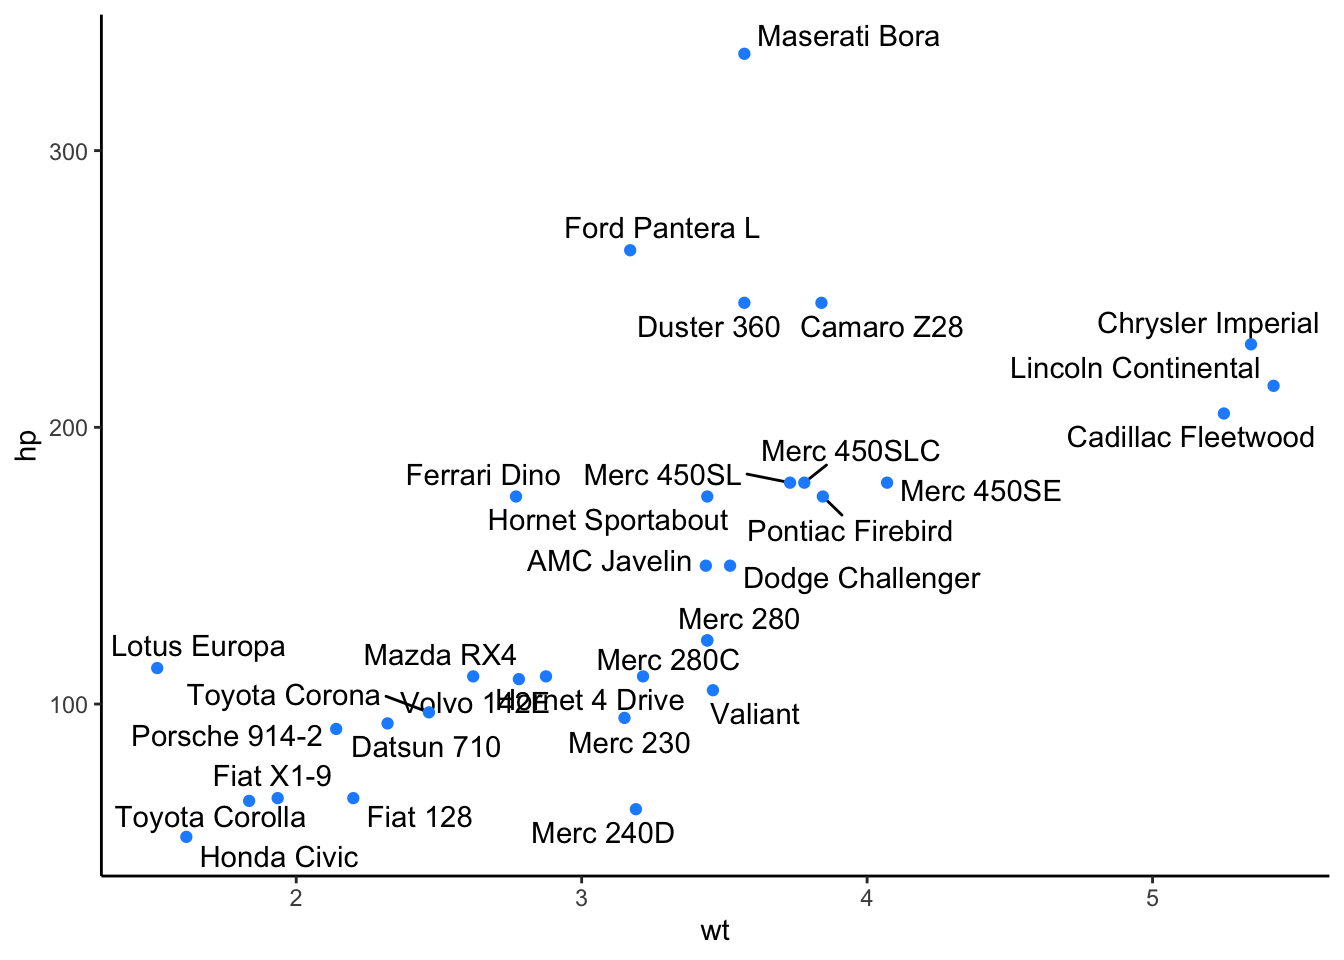 Maserati Bora
300
Ford Pantera L
Duster 360
Camaro Z28
Chrysler Imperial
Lincoln Continental
200
Cadillac Fleetwood
Merc 450SLC
Ferrari Dino
Merc 450SL
Merc 450SE
Hornet Sportabout
Pontiac Firebird
AMC Javelin
Dodge Challenger
Merc 280
Lotus Europa
Mazda RX4
Merc 280C
Toyota Corona
Volvo 142E
Hornet 4 Drive
100
Valiant
Porsche 914-2
Datsun 710
Merc 230
Fiat X1-9
Toyota Corolla
Fiat 128
Merc 240D
Honda Civic
2
3
4
5
wt
hp